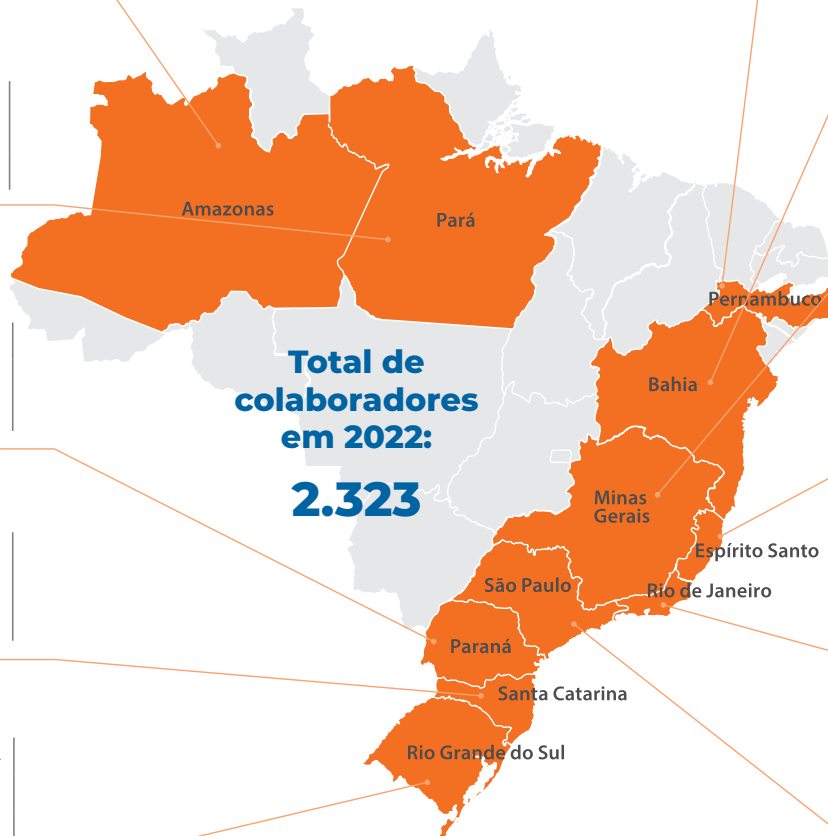 Amazonas
Pará
Pernambuco
Total de
colaboradores
em 2022:
2.323
Bahia
Minas
Gerais
Espírito Santo
São Paulo
Rio de Janeiro
Paraná
Santa Catarina
Rio Grande do Sul